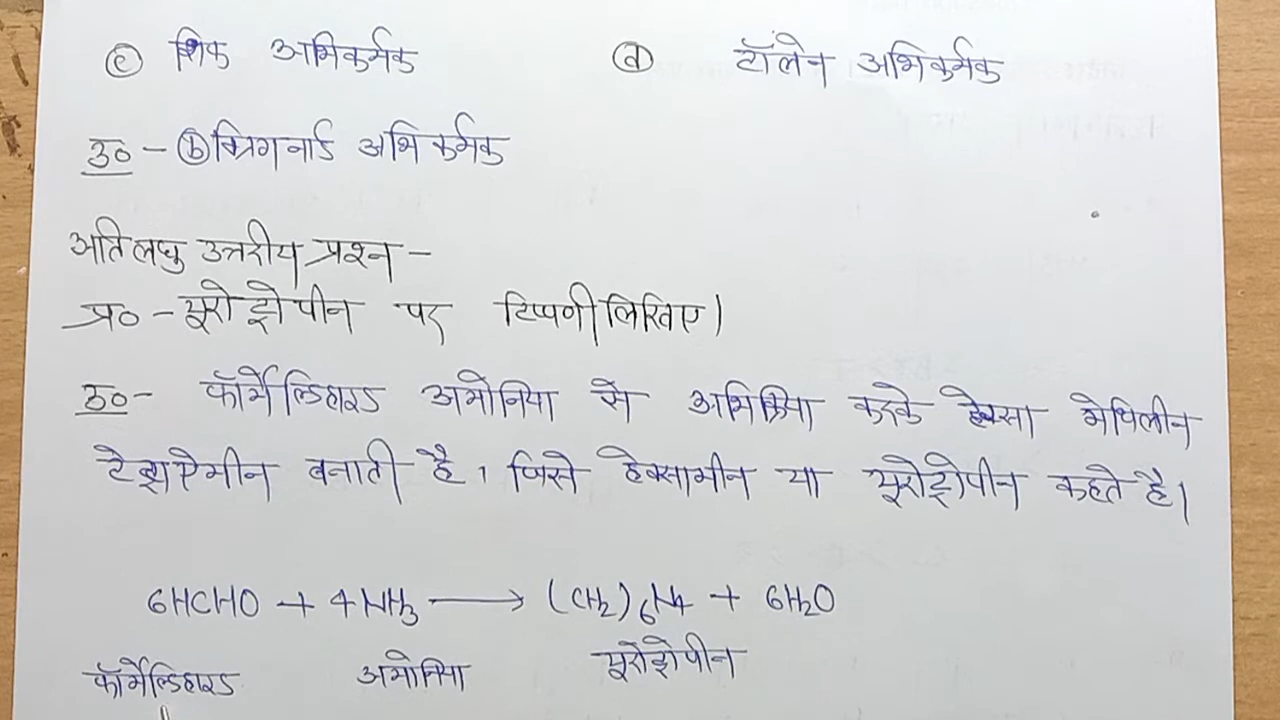 ⓒ शिफ अभिकर्मक ⓓ टॉलेन अभिकर्मक
उ० - ⓑ ग्रिगनार्ड अभिकर्मक
अतिलघु उत्तरीय प्रश्न -
प्र० - यूरोट्रोपीन पर टिप्पणी लिखिए।
उ० - फॉर्मेल्डिहाइड अमोनिया से अभिक्रिया करके हेक्सा मेथिलीन
टेट्राऐमीन बनाती है। जिसे हेक्सामीन या यूरोट्रोपीन कहते है।
6HCHO + 4NH₃ ⟶ (CH₂)₆N₄ + 6H₂O
फॉर्मेल्डिहाइड अमोनिया यूरोट्रोपीन